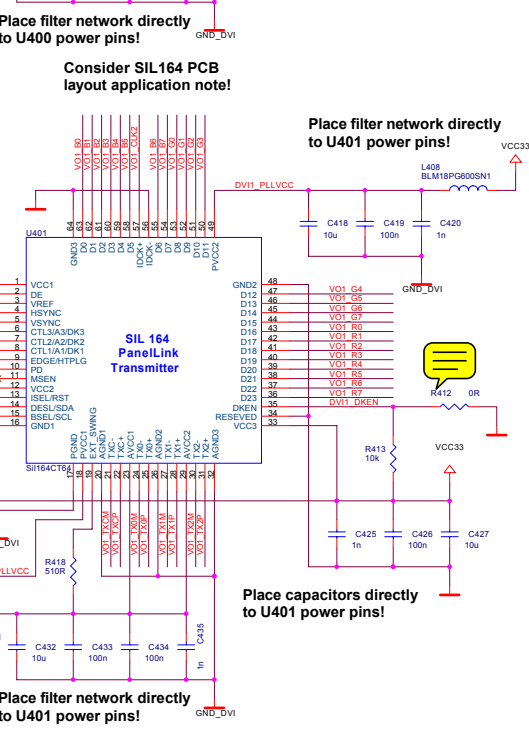 Place filter network directly
to U400 power pins!
GND_DVI
Consider SIL164 PCB
layout application note!
Place filter network directly
to U401 power pins!
VCC33
L408
BLM18PG600SN1
VO1_B0
VO1_B1
VO1_B2
VO1_B3
VO1_B4
VO1_B5
VO1_CLK2
VO1_B6
VO1_B7
VO1_G0
VO1_G1
VO1_G2
VO1_G3
DVI1_PLLVCC
C418
10u
C419
100n
C420
1n
GND_DVI
U401
64
63
62
61
60
59
58
57
56
55
54
53
52
51
50
49
GND3
D0
D1
D2
D3
D4
D5
IDCK+
IDCK-
D6
D7
D8
D9
D10
D11
PVCC2
1 VCC1
2 DE
3 VREF
4 HSYNC
5 VSYNC
6 CTL3/A3/DK3
7 CTL2/A2/DK2
8 CTL1/A1/DK1
9 EDGE/HTPLG
10 PD
11 MSEN
12 VCC2
13 ISEL/RST
14 DESL/SDA
15 BSEL/SCL
16 GND1
SIL 164
PanelLink
Transmitter
GND2 48
D12 47 VO1_G4
D13 46 VO1_G5
D14 45 VO1_G6
D15 44 VO1_G7
D16 43 VO1_R0
D17 42 VO1_R1
D18 41 VO1_R2
D19 40 VO1_R3
D20 39 VO1_R4
D21 38 VO1_R5
D22 37 VO1_R6
D23 36 VO1_R7
DKEN 35 DVI1_DKEN
RESEVED 34
VCC3 33
R412 0R
R413
10k
VCC33
SiI164CT64
PGND
PVCC1
EXT_SWING
AGND1
TXC-
TXC+
AVCC1
TX0-
TX0+
AGND2
TX1-
TX1+
AVCC2
TX2-
TX2+
AGND3
17
18
19
20
21
22
23
24
25
26
27
28
29
30
31
32
VO1_TXCM
VO1_TXCP
VO1_TX0M
VO1_TX0P
VO1_TX1M
VO1_TX1P
VO1_TX2M
VO1_TX2P
C425
1n
C426
100n
C427
10u
_DVI
LLVCC
R418
510R
Place capacitors directly
to U401 power pins!
C432
10u
C433
100n
C434
100n
C435
1n
Place filter network directly
to U401 power pins!
GND_DVI